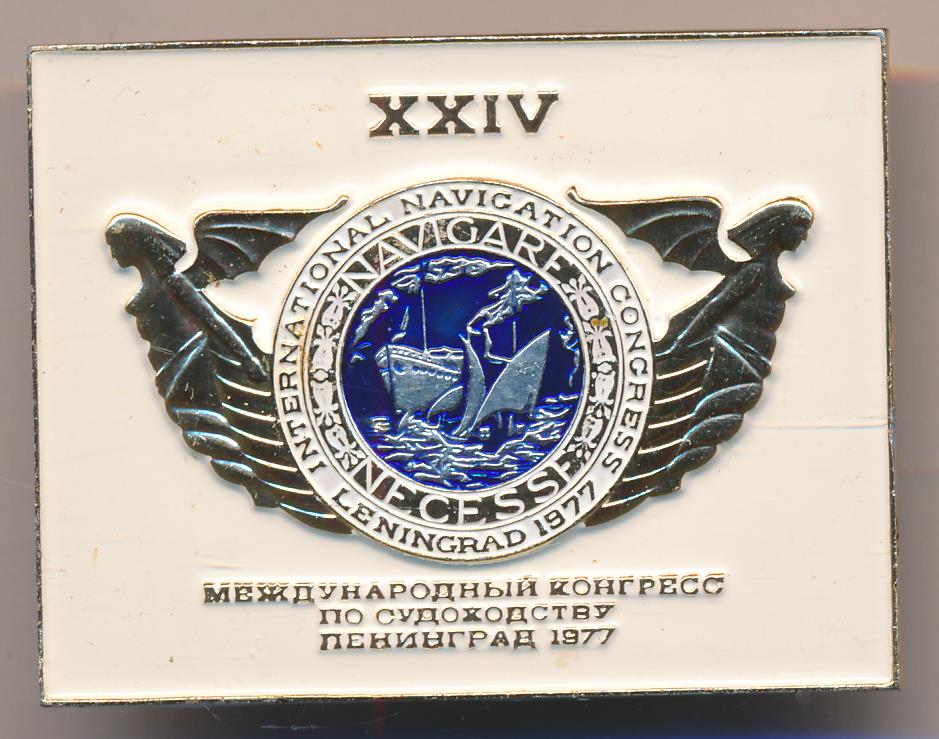 XXIV
INTERNATIONAL NAVIGATION CONGRESS
LENINGRAD 1977
NAVIGARE
NECESSE
МЕЖДУНАРОДНЫЙ КОНГРЕСС
ПО СУДОХОДСТВУ
ЛЕНИНГРАД 1977